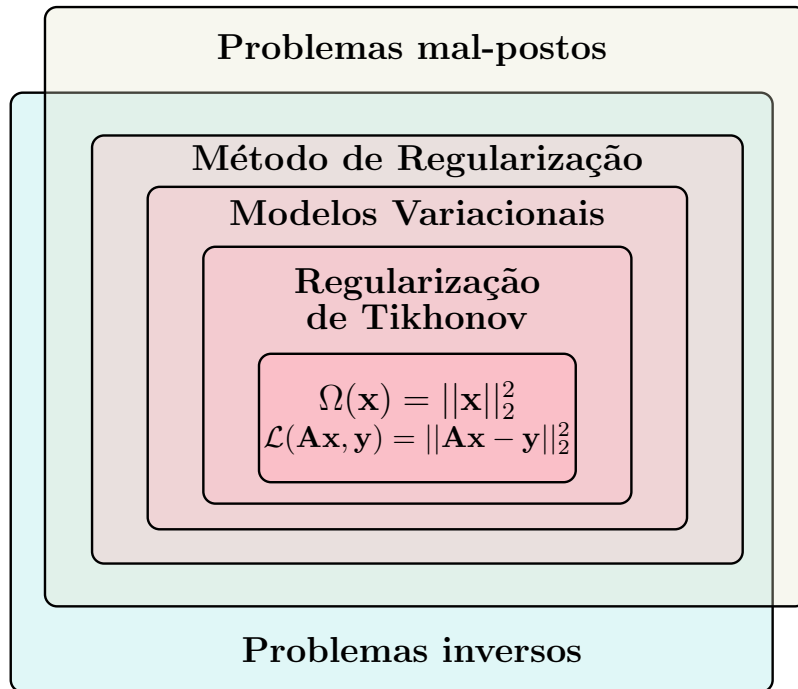 Problemas mal-postos
Método de Regularização
Modelos Variacionais
Regularização
de Tikhonov
Ω(x) = ||x||₂²
ℒ(Ax, y) = ||Ax − y||₂²
Problemas inversos